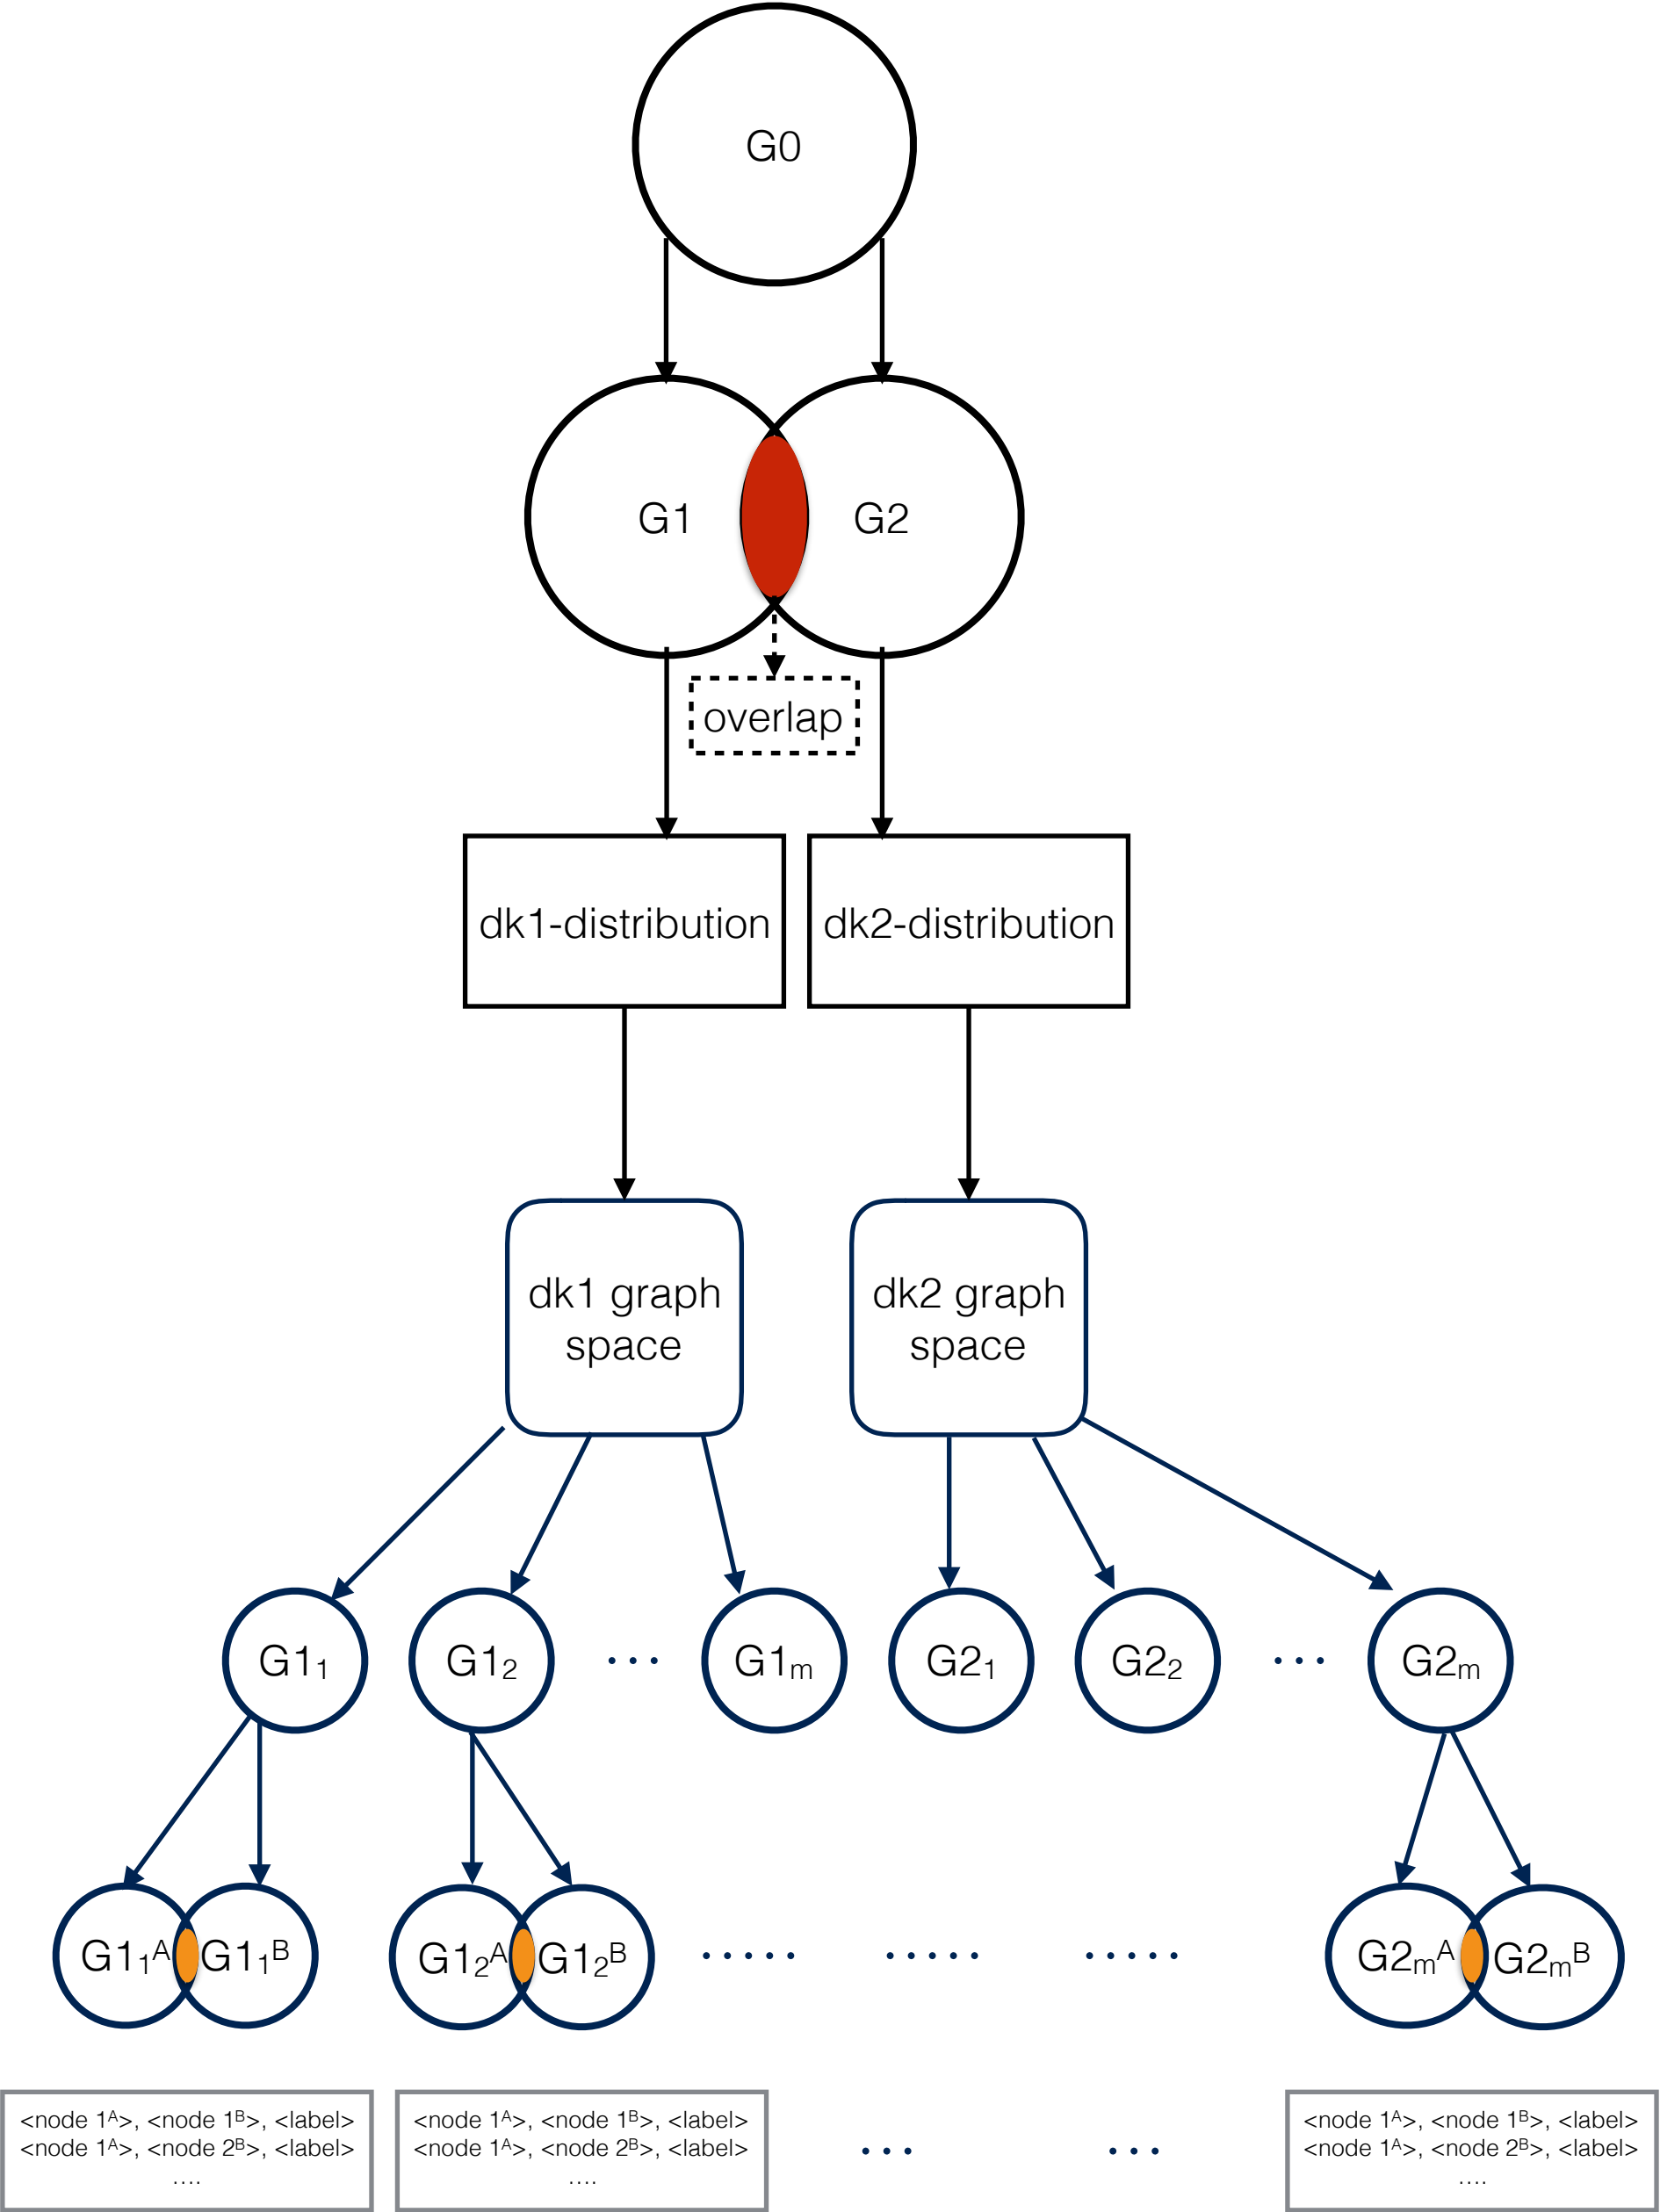 G0
G1
G2
overlap
dk1-distribution
dk2-distribution
dk1 graph
space
dk2 graph
space
G1₁
G1₂
...
G1ₘ
G2₁
G2₂
...
G2ₘ
G1₁ᴬ
G1₁ᴮ
G1₂ᴬ
G1₂ᴮ
.....
.....
.....
G2ₘᴬ
G2ₘᴮ
<node 1ᴬ>, <node 1ᴮ>, <label>
<node 1ᴬ>, <node 2ᴮ>, <label>
....
<node 1ᴬ>, <node 1ᴮ>, <label>
<node 1ᴬ>, <node 2ᴮ>, <label>
....
...
...
<node 1ᴬ>, <node 1ᴮ>, <label>
<node 1ᴬ>, <node 2ᴮ>, <label>
....